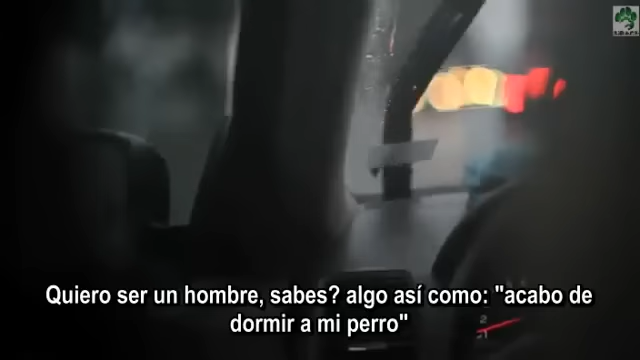 Quiero ser un hombre, sabes? algo así como: "acabo de
dormir a mi perro"